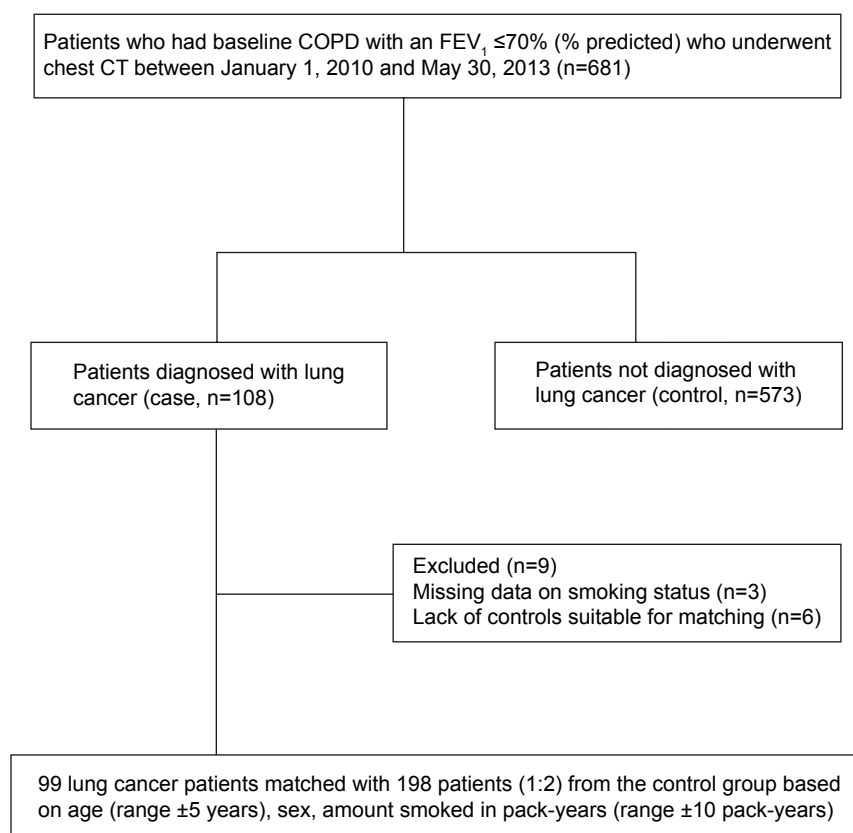 Patients who had baseline COPD with an FEV₁ ≤70% (% predicted) who underwent
chest CT between January 1, 2010 and May 30, 2013 (n=681)
Patients diagnosed with lung
cancer (case, n=108)
Patients not diagnosed with
lung cancer (control, n=573)
Excluded (n=9)
Missing data on smoking status (n=3)
Lack of controls suitable for matching (n=6)
99 lung cancer patients matched with 198 patients (1:2) from the control group based
on age (range ±5 years), sex, amount smoked in pack-years (range ±10 pack-years)